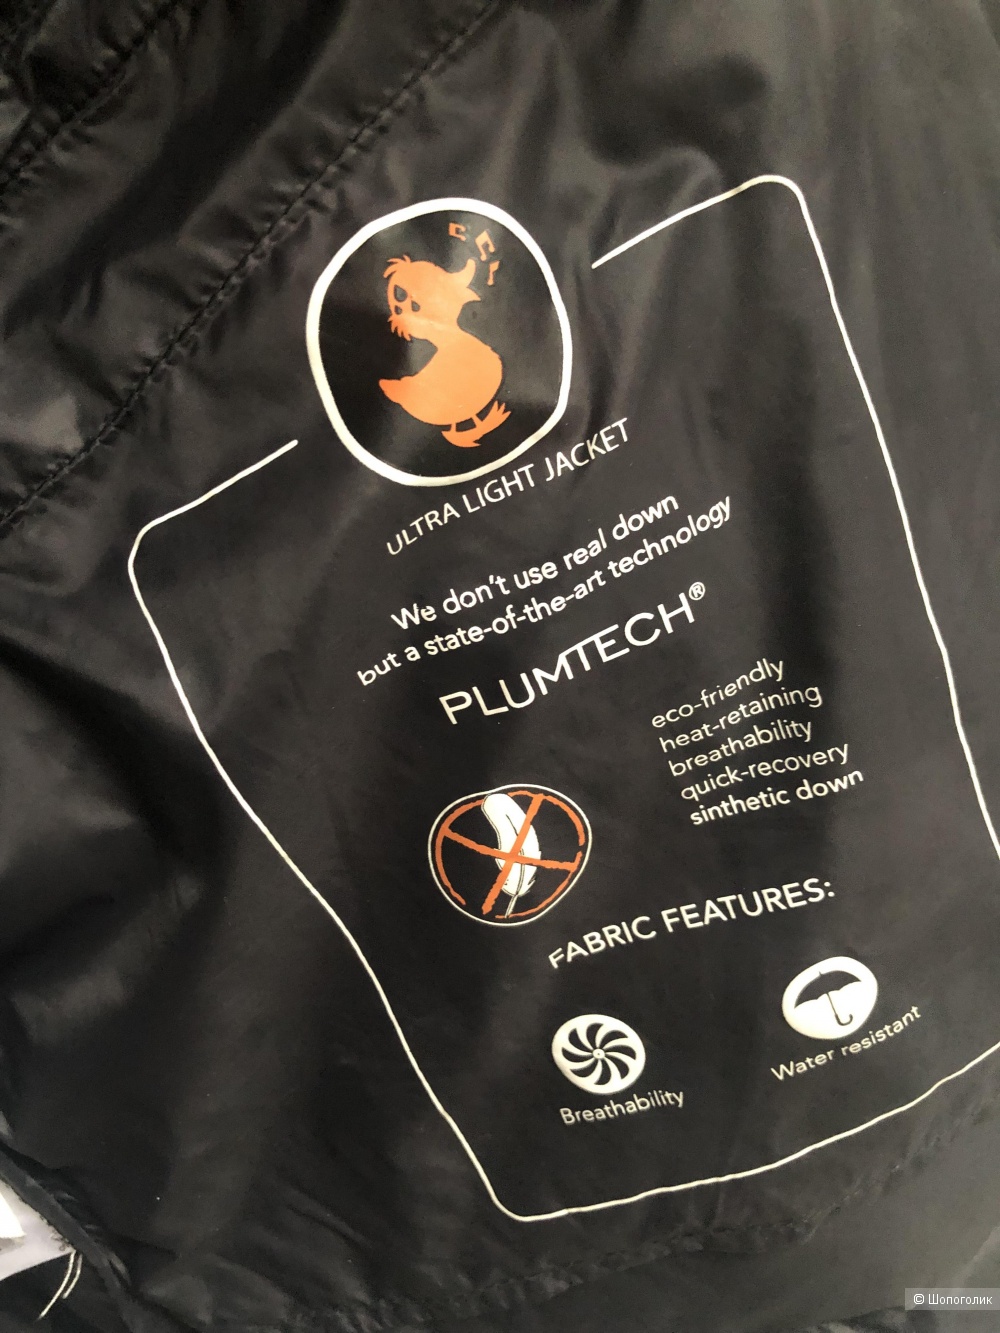 ULTRA LIGHT JACKET
We don't use real down
but a state-of-the-art technology
PLUMTECH®
eco-friendly
heat-retaining
breathability
quick-recovery
sinthetic down
FABRIC FEATURES:
Breathability
Water resistant
© Шопоголик